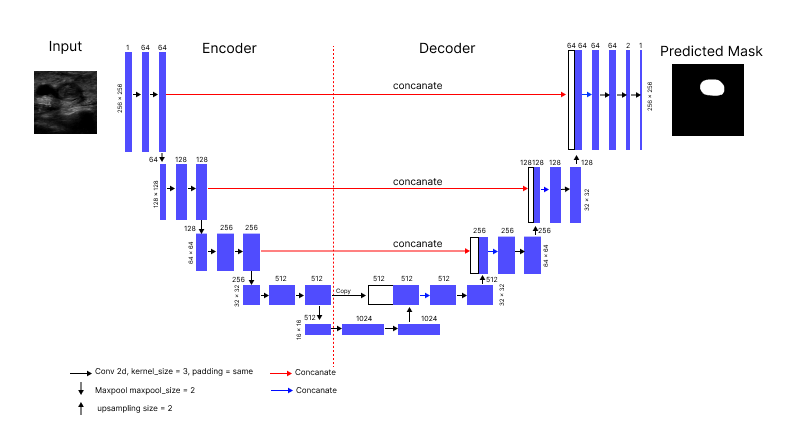 Input
Encoder
Decoder
Predicted Mask
1 64 64
64 64 64 64 2 1
256 × 256
concanate
256 × 256
64 128 128
128 128 128 128
128 × 128
concanate
32 × 32
128 256 256
256 256
64 × 64
concanate
64 × 64
256 512 512
512 512 512 512
32 × 32
Copy
32 × 32
512 1024 1024
16 × 16
Conv 2d, kernel_size = 3, padding = same
Concanate
Maxpool maxpool_size = 2
Concanate
upsampling size = 2